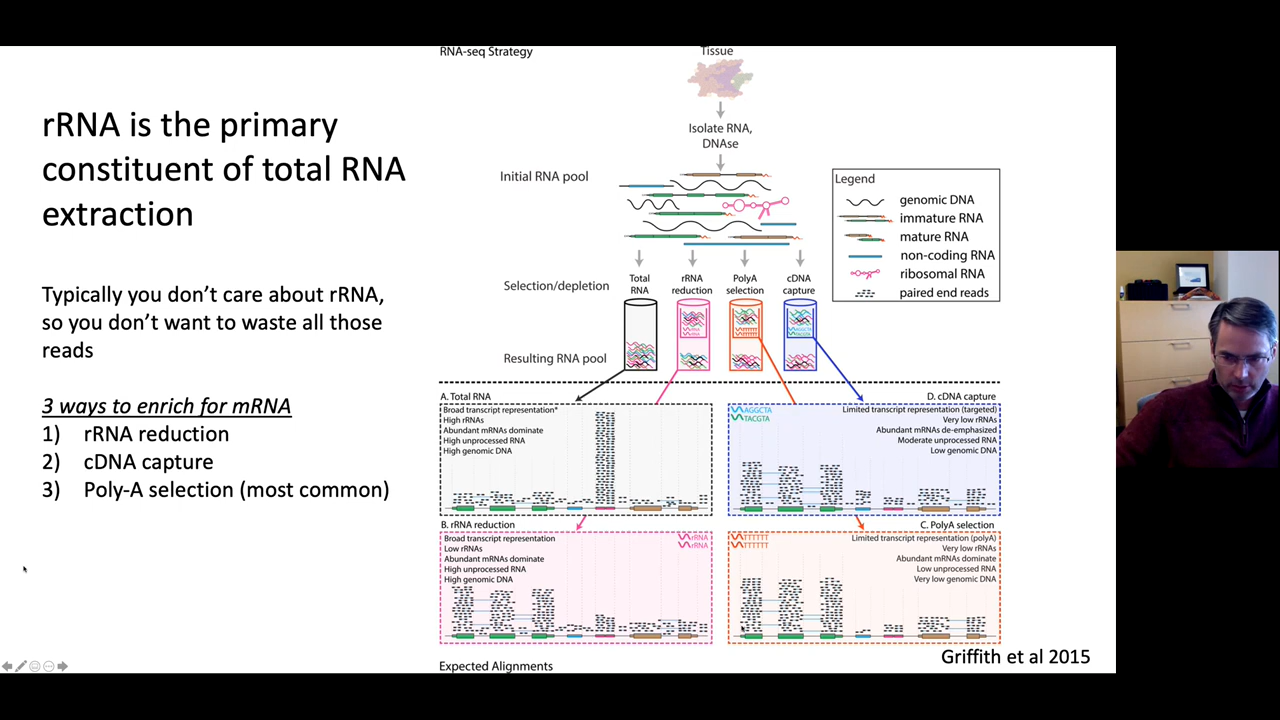 rRNA is the primary
constituent of total RNA
extraction
Typically you don’t care about rRNA,
so you don’t want to waste all those
reads
3 ways to enrich for mRNA
1) rRNA reduction
2) cDNA capture
3) Poly-A selection (most common)
RNA-seq Strategy
Tissue
Isolate RNA,
DNAse
Initial RNA pool
Legend
genomic DNA
immature RNA
mature RNA
non-coding RNA
ribosomal RNA
paired end reads
Selection/depletion
Total
RNA
rRNA
reduction
PolyA
selection
cDNA
capture
rRNA
rRNA
TTTTTT
TTTTTT
AGGCTA
TACGTA
Resulting RNA pool
A. Total RNA
Broad transcript representation*
High rRNAs
Abundant mRNAs dominate
High unprocessed RNA
High genomic DNA
D. cDNA capture
AGGCTA
TACGTA
Limited transcript representation (targeted)
Very low rRNAs
Abundant mRNAs de-emphasized
Moderate unprocessed RNA
Low genomic DNA
B. rRNA reduction
Broad transcript representation
Low rRNAs
Abundant mRNAs dominate
High unprocessed RNA
High genomic DNA
rRNA
rRNA
C. PolyA selection
TTTTTT
TTTTTT
Limited transcript representation (polyA)
Very low rRNAs
Abundant mRNAs dominate
Low unprocessed RNA
Very low genomic DNA
Expected Alignments
Griffith et al 2015